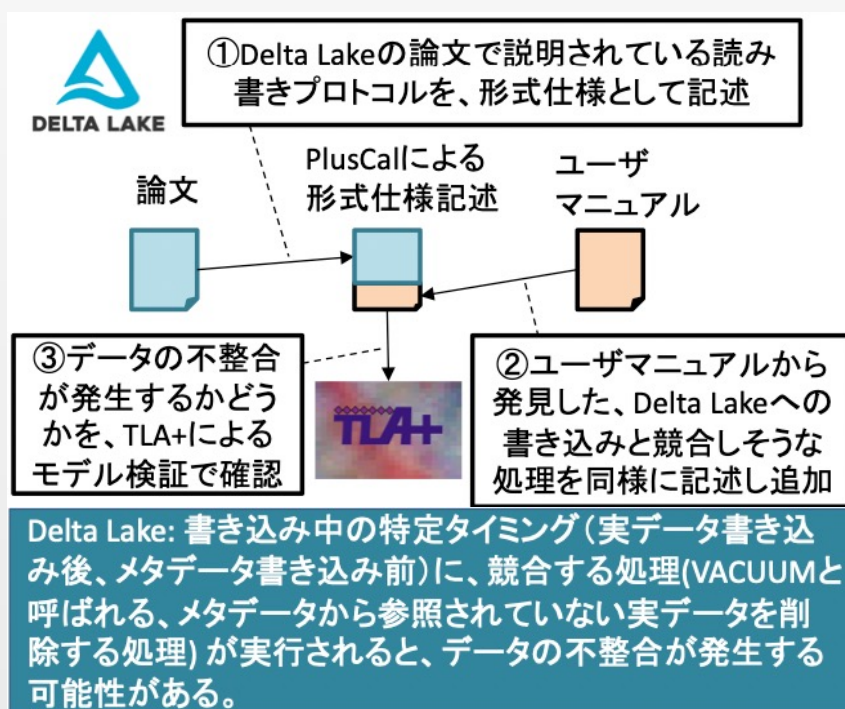 ①Delta Lakeの論文で説明されている読み
書きプロトコルを、形式仕様として記述
DELTA LAKE
論文
PlusCalによる
形式仕様記述
ユーザ
マニュアル
③データの不整合
が発生するかどう
かを、TLA+による
モデル検証で確認
TLA+
②ユーザマニュアルから
発見した、Delta Lakeへの
書き込みと競合しそうな
処理を同様に記述し追加
Delta Lake: 書き込み中の特定タイミング（実データ書き込
み後、メタデータ書き込み前）に、競合する処理(VACUUMと
呼ばれる、メタデータから参照されていない実データを削
除する処理) が実行されると、データの不整合が発生する
可能性がある。